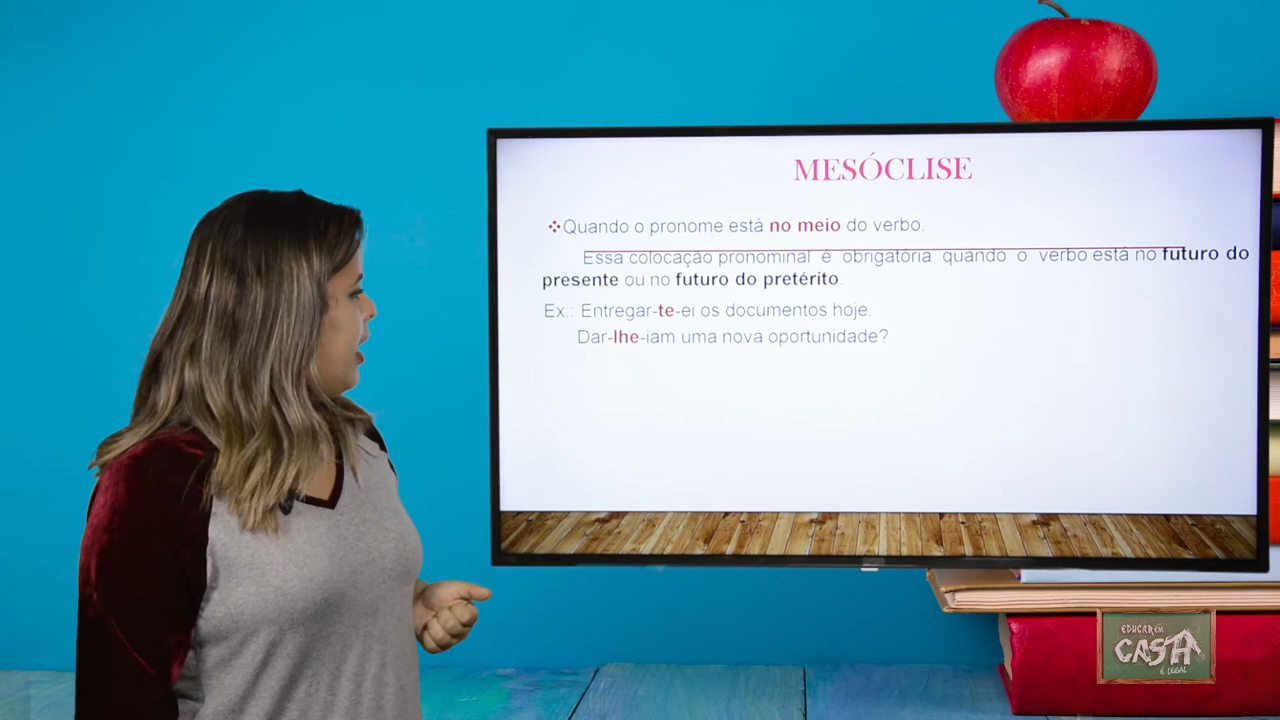 MESÓCLISE
❖Quando o pronome está no meio do verbo.
Essa colocação pronominal é obrigatória quando o verbo está no futuro do
presente ou no futuro do pretérito.
Ex.: Entregar-te-ei os documentos hoje.
Dar-lhe-iam uma nova oportunidade?
EDUCAR EM
CASA
É LEGAL